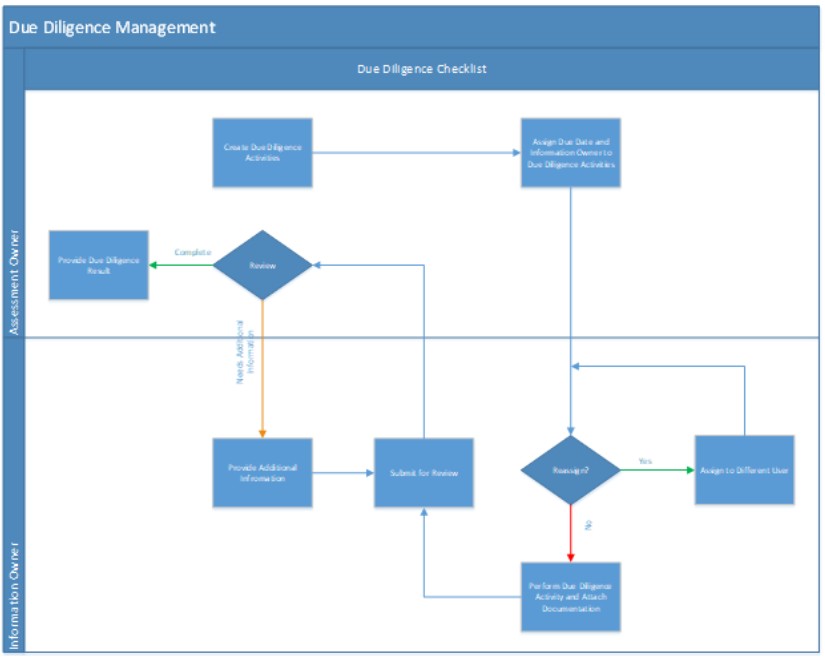 Due Diligence Management
Due Diligence Checklist
Assessment Owner
Create Due Diligence
Activities
Assign Due Date and
Information Owner to
Due Diligence Activities
Provide Due Diligence
Result
Complete
Review
Needs Additional
Information
Information Owner
Provide Additional
Infromation
Submit for Review
Reassign?
Yes
Assign to Different User
No
Perform Due Diligence
Activity and Attach
Documentation